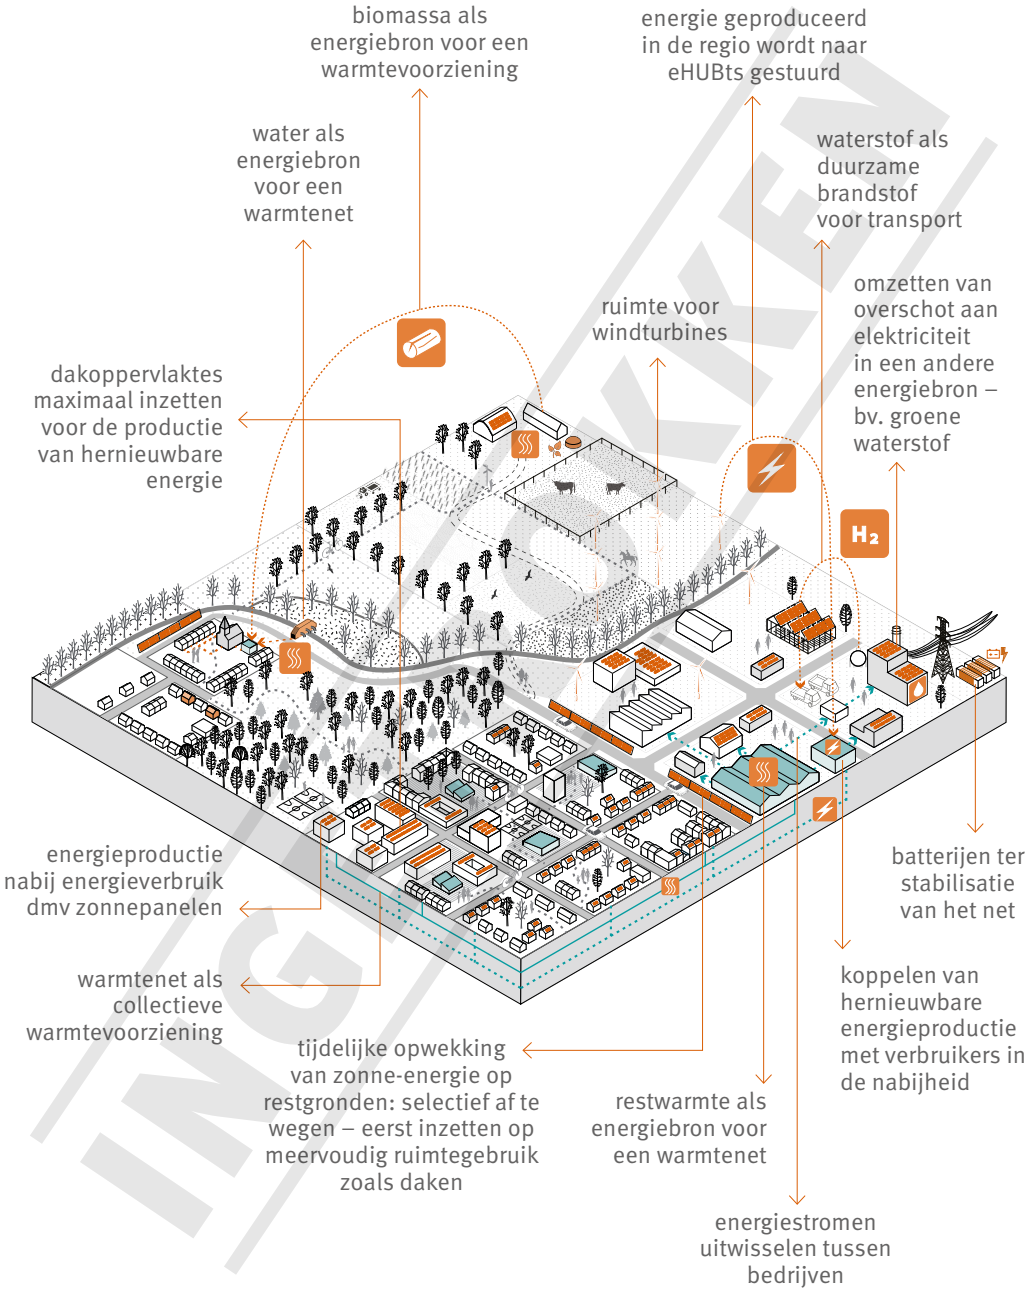 biomassa als
energiebron voor een
warmtevoorziening
energie geproduceerd
in de regio wordt naar
eHUBts gestuurd
water als
energiebron
voor een
warmtenet
waterstof als
duurzame
brandstof
voor transport
ruimte voor
windturbines
omzetten van
overschot aan
elektriciteit
in een andere
energiebron –
bv. groene
waterstof
dakoppervlaktes
maximaal inzetten
voor de productie
van hernieuwbare
energie
H2
energieproductie
nabij energieverbruik
dmv zonnepanelen
batterijen ter
stabilisatie
van het net
warmtenet als
collectieve
warmtevoorziening
koppelen van
hernieuwbare
energieproductie
met verbruikers in
de nabijheid
tijdelijke opwekking
van zonne-energie op
restgronden: selectief af te
wegen – eerst inzetten op
meervoudig ruimtegebruik
zoals daken
restwarmte als
energiebron voor
een warmtenet
energiestromen
uitwisselen tussen
bedrijven
INGETROKKEN